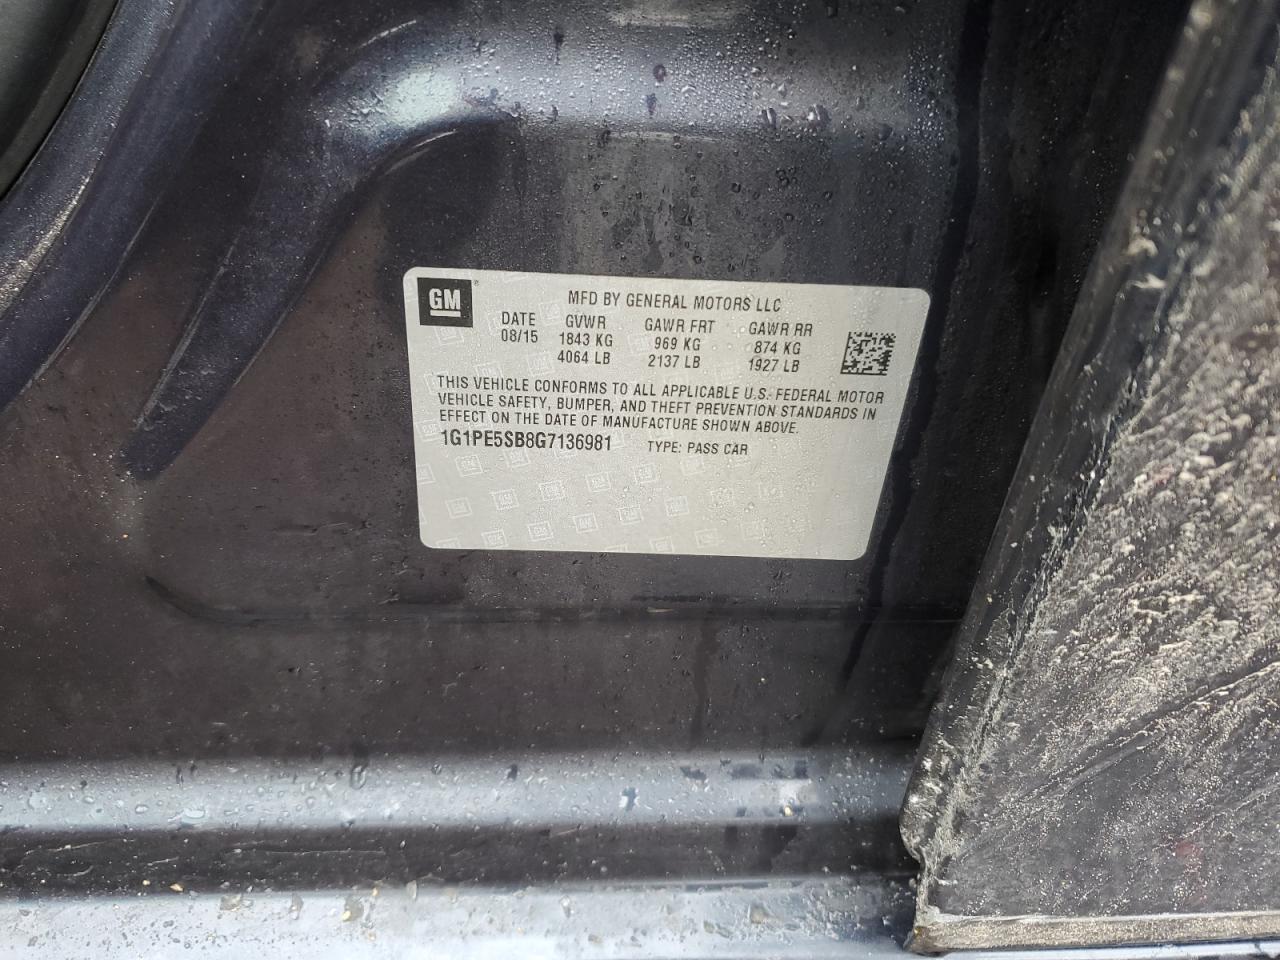 GM
MFD BY GENERAL MOTORS LLC
DATE GVWR GAWR FRT GAWR RR
08/15 1843 KG 969 KG 874 KG
4064 LB 2137 LB 1927 LB
THIS VEHICLE CONFORMS TO ALL APPLICABLE U.S. FEDERAL MOTOR
VEHICLE SAFETY, BUMPER, AND THEFT PREVENTION STANDARDS IN
EFFECT ON THE DATE OF MANUFACTURE SHOWN ABOVE.
1G1PE5SB8G7136981 TYPE: PASS CAR